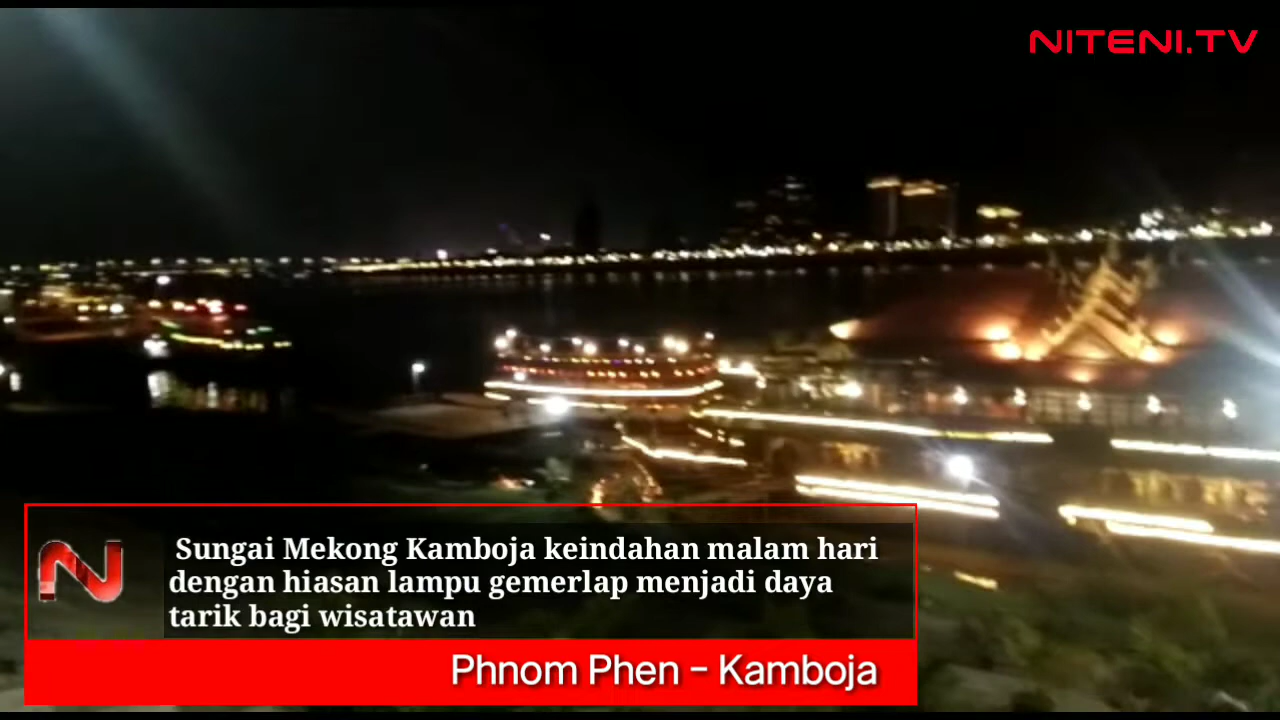 NITENI.TV
N
Sungai Mekong Kamboja keindahan malam hari
dengan hiasan lampu gemerlap menjadi daya
tarik bagi wisatawan
Phnom Phen - Kamboja